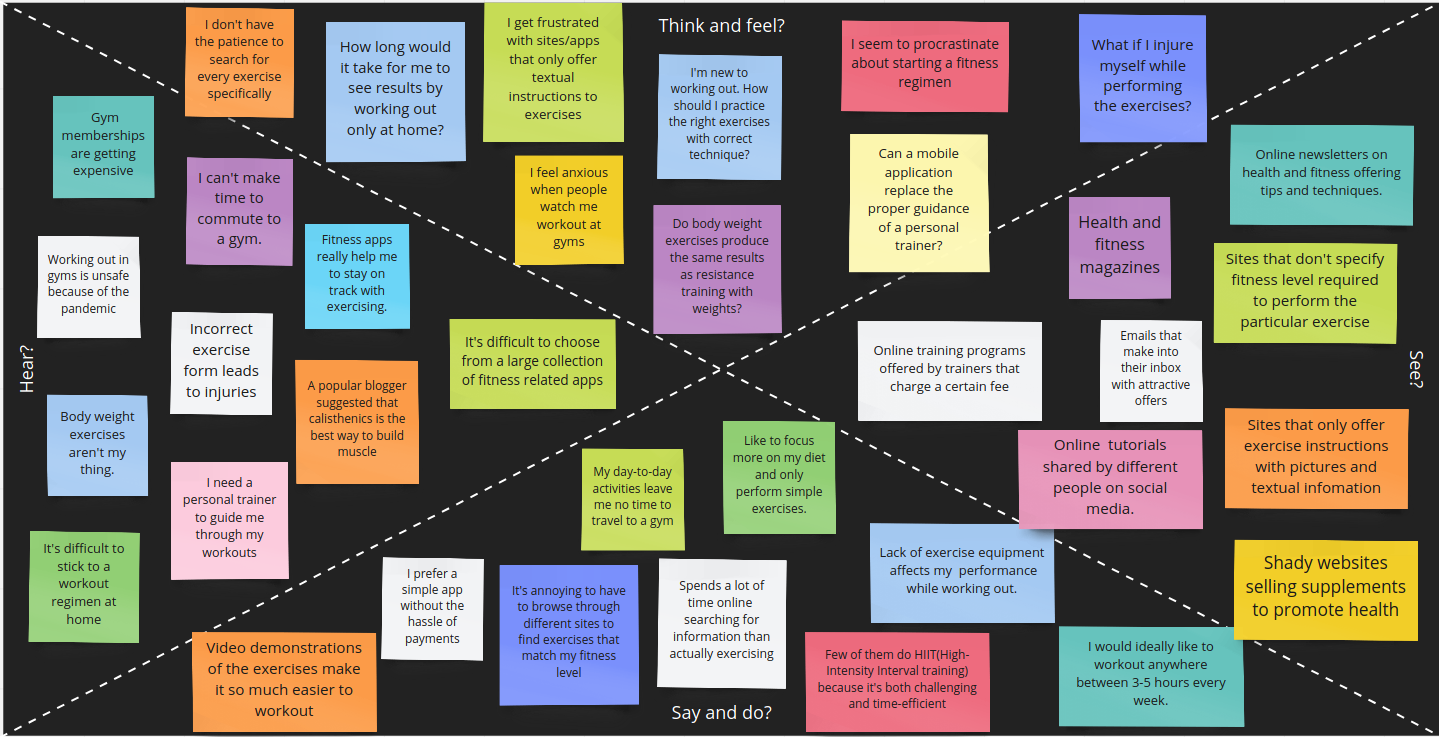 Think and feel?
I don't have
the patience to
search for
every exercise
specifically
How long would
it take for me to
see results by
working out
only at home?
I get frustrated
with sites/apps
that only offer
textual
instructions to
exercises
I'm new to
working out. How
should I practice
the right exercises
with correct
technique?
I seem to procrastinate
about starting a fitness
regimen
What if I injure
myself while
performing
the exercises?
I feel anxious
when people
watch me
workout at
gyms
Do body weight
exercises produce
the same results
as resistance
training with
weights?
Can a mobile
application
replace the
proper guidance
of a personal
trainer?
Hear?
Gym
memberships
are getting
expensive
I can't make
time to
commute to
a gym.
Working out in
gyms is unsafe
because of the
pandemic
Fitness apps
really help me
to stay on
track with
exercising.
Incorrect
exercise
form leads
to injuries
It's difficult to choose
from a large collection
of fitness related apps
A popular blogger
suggested that
calisthenics is the
best way to build
muscle
Body weight
exercises
aren't my
thing.
I need a
personal trainer
to guide me
through my
workouts
It's difficult to
stick to a
workout
regimen at
home
See?
Online newsletters on
health and fitness offering
tips and techniques.
Health and
fitness
magazines
Sites that don't specify
fitness level required
to perform the
particular exercise
Online training programs
offered by trainers that
charge a certain fee
Emails that
make into
their inbox
with attractive
offers
Online tutorials
shared by different
people on social
media.
Sites that only offer
exercise instructions
with pictures and
textual infomation
Shady websites
selling supplements
to promote health
Say and do?
My day-to-day
activities leave
me no time to
travel to a gym
Like to focus
more on my diet
and only
perform simple
exercises.
Lack of exercise equipment
affects my performance
while working out.
I prefer a
simple app
without the
hassle of
payments
It's annoying to have
to browse through
different sites to
find exercises that
match my fitness
level
Spends a lot of
time online
searching for
information than
actually exercising
Video demonstrations
of the exercises make
it so much easier to
workout
Few of them do HIIT(High-
Intensity Interval training)
because it's both challenging
and time-efficient
I would ideally like to
workout anywhere
between 3-5 hours every
week.